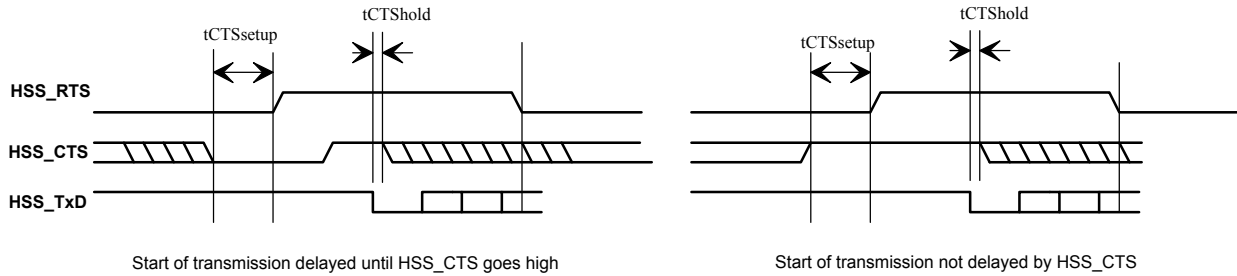 tCTShold
tCTSsetup
HSS_RTS
HSS_CTS
HSS_TxD
Start of transmission delayed until HSS_CTS goes high
tCTShold
tCTSsetup
Start of transmission not delayed by HSS_CTS